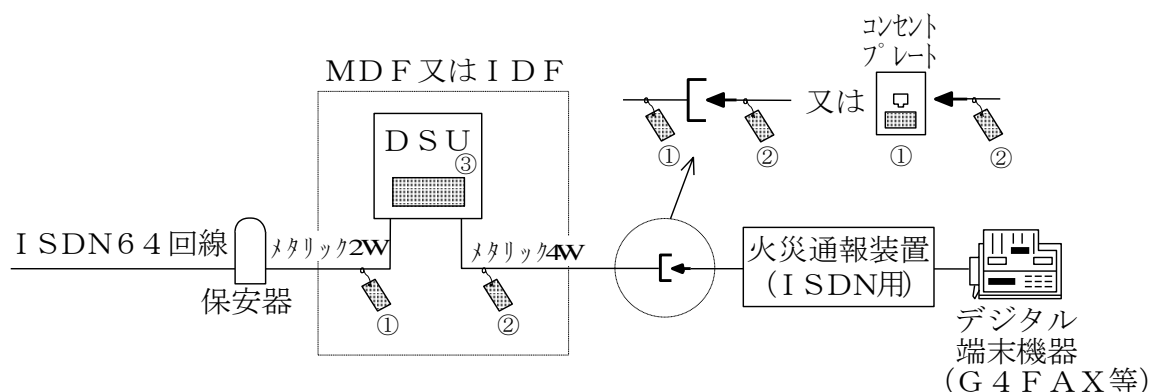 コンセント
プレート
MDF又はIDF
又は
DSU
③
①
②
①
②
ISDN64回線
メタリック2W
メタリック4W
火災通報装置
(ISDN用)
保安器
①
②
デジタル
端末機器
(G4FAX等)